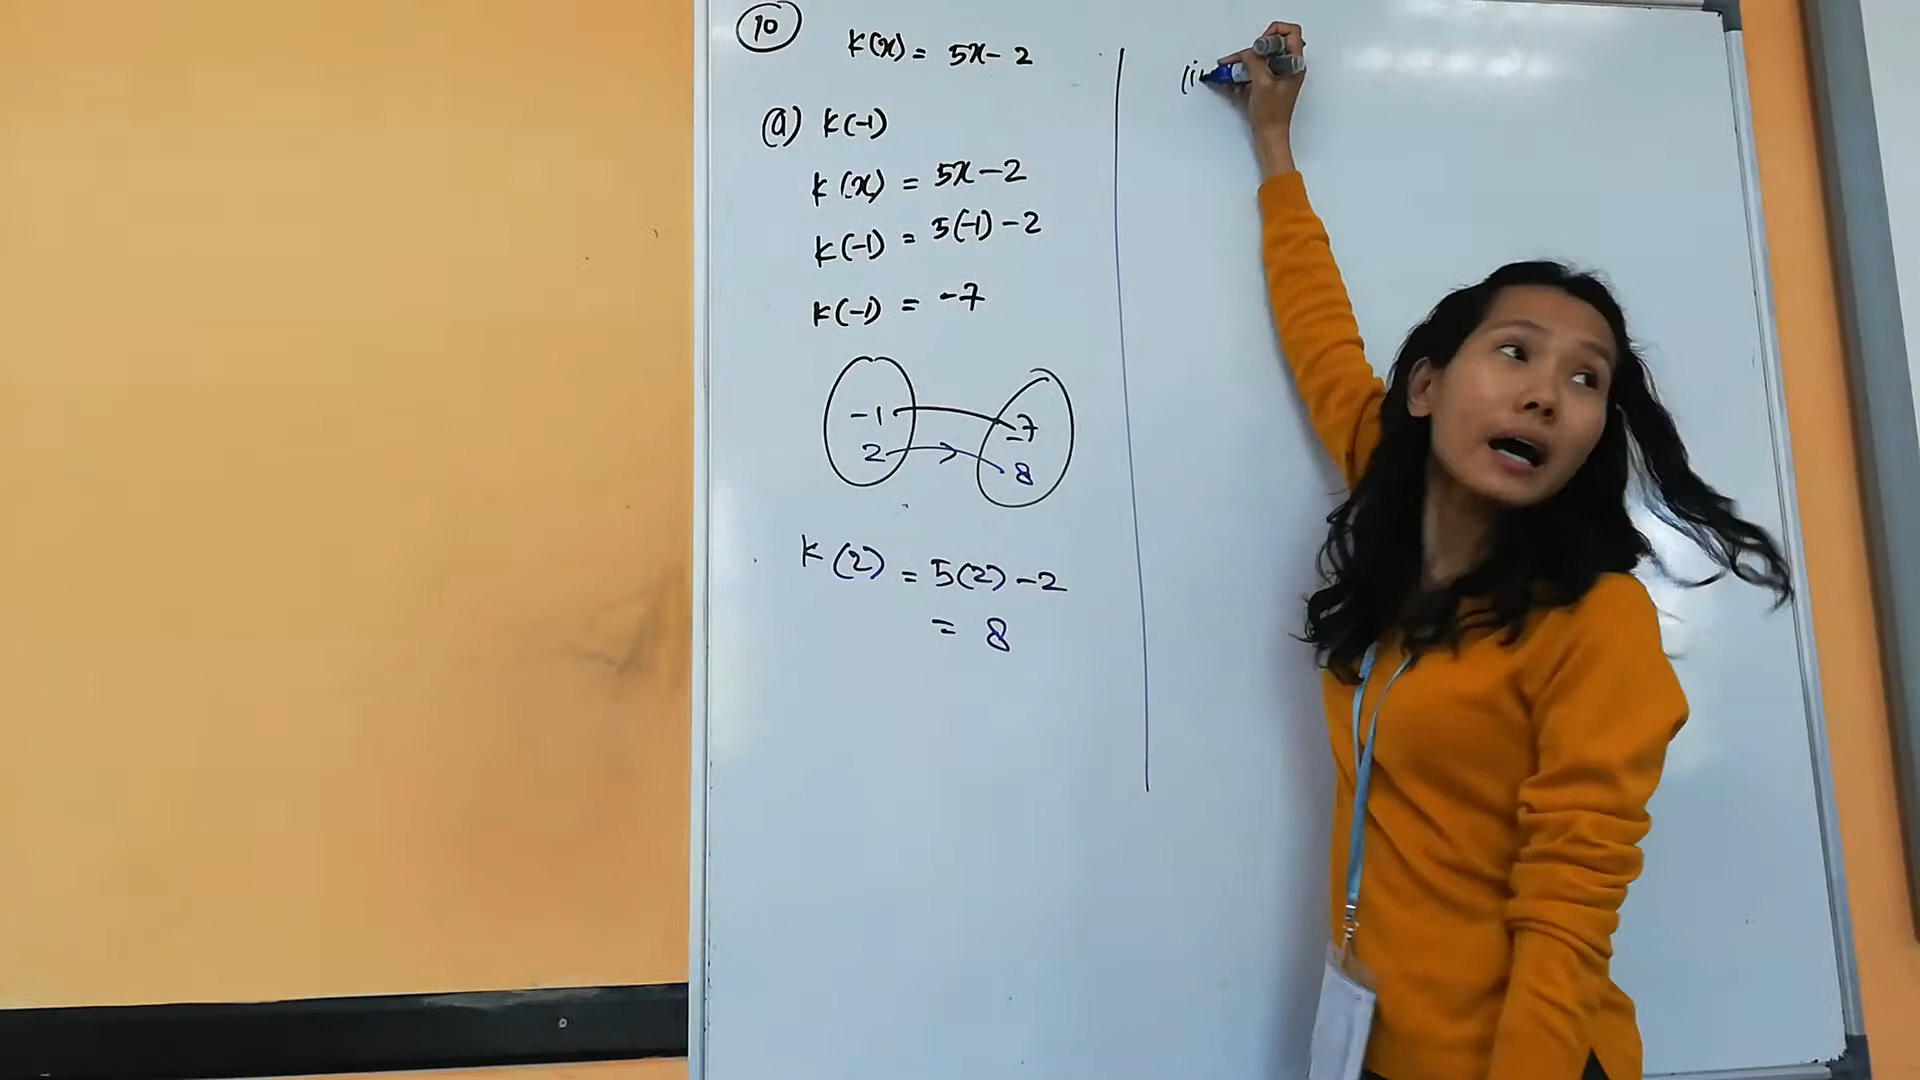 10
k(x) = 5x - 2
(a) k(-1)
k(x) = 5x - 2
k(-1) = 5(-1) - 2
k(-1) = -7
-1 -7
2 8
k(2) = 5(2) - 2
= 8